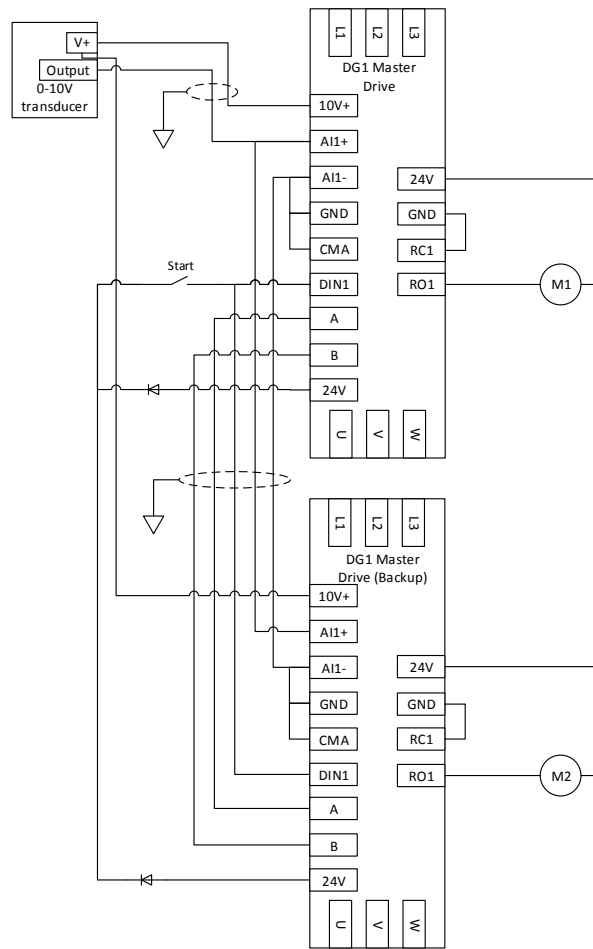 V+
Output
0-10V
transducer
L1
L2
L3
DG1 Master
Drive
10V+
AI1+
AI1-
24V
GND
GND
CMA
RC1
Start
DIN1
RO1
M1
A
B
24V
U
V
W
L1
L2
L3
DG1 Master
Drive (Backup)
10V+
AI1+
AI1-
24V
GND
GND
CMA
RC1
DIN1
RO1
M2
A
B
24V
U
V
W